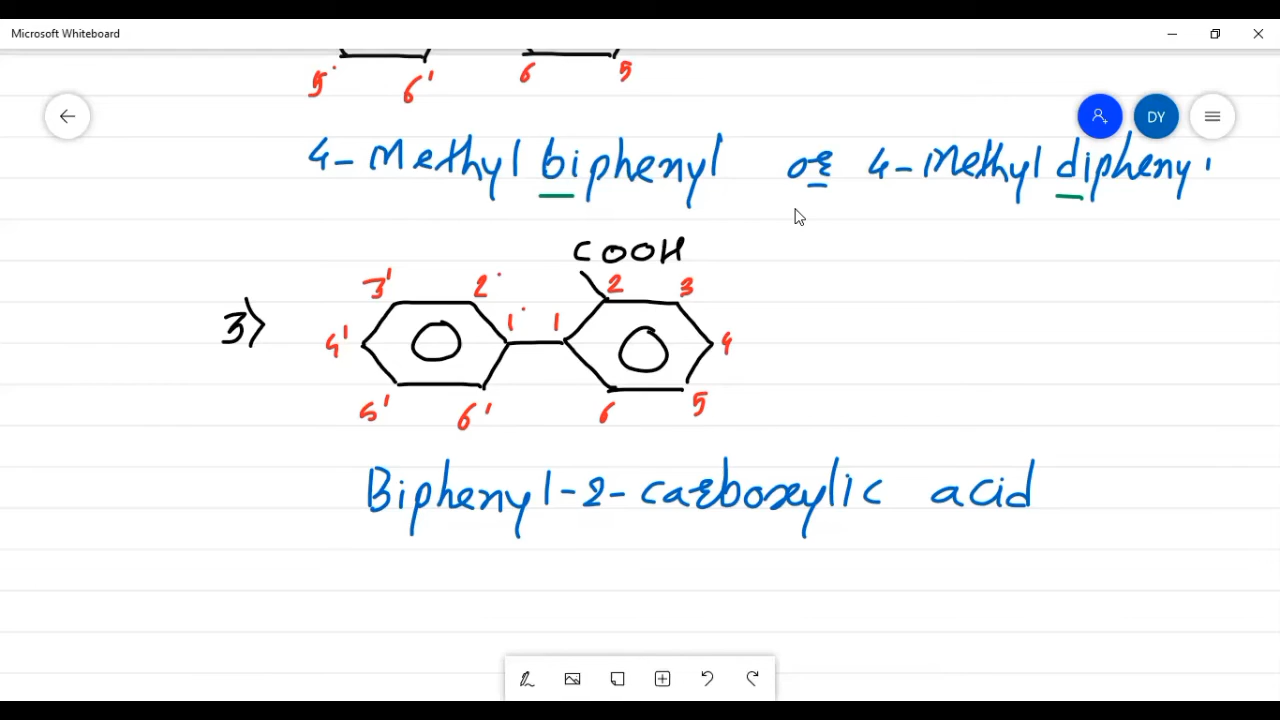 Microsoft Whiteboard
5' 6' 6 5
4-Methyl biphenyl or 4-Methyl diphenyl
DY
COOH
3' 2' 2 3
3) 4' 1' 1 4
5' 6' 6 5
Biphenyl-2-carboxylic acid